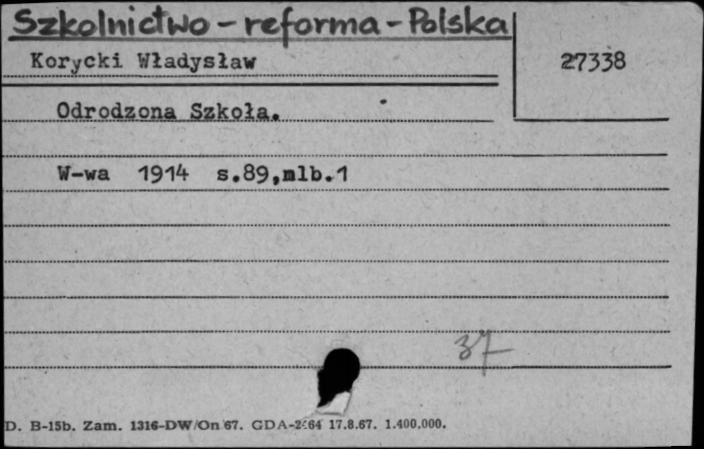 Szkolnictwo - reforma - Polska
Korycki Władysław 27338
Odrodzona Szkoła.
W-wa 1914 s.89,mlb.1
37
D. B-15b. Zam. 1316-DW/On 67. GDA-2464 17.8.67. 1.400.000.